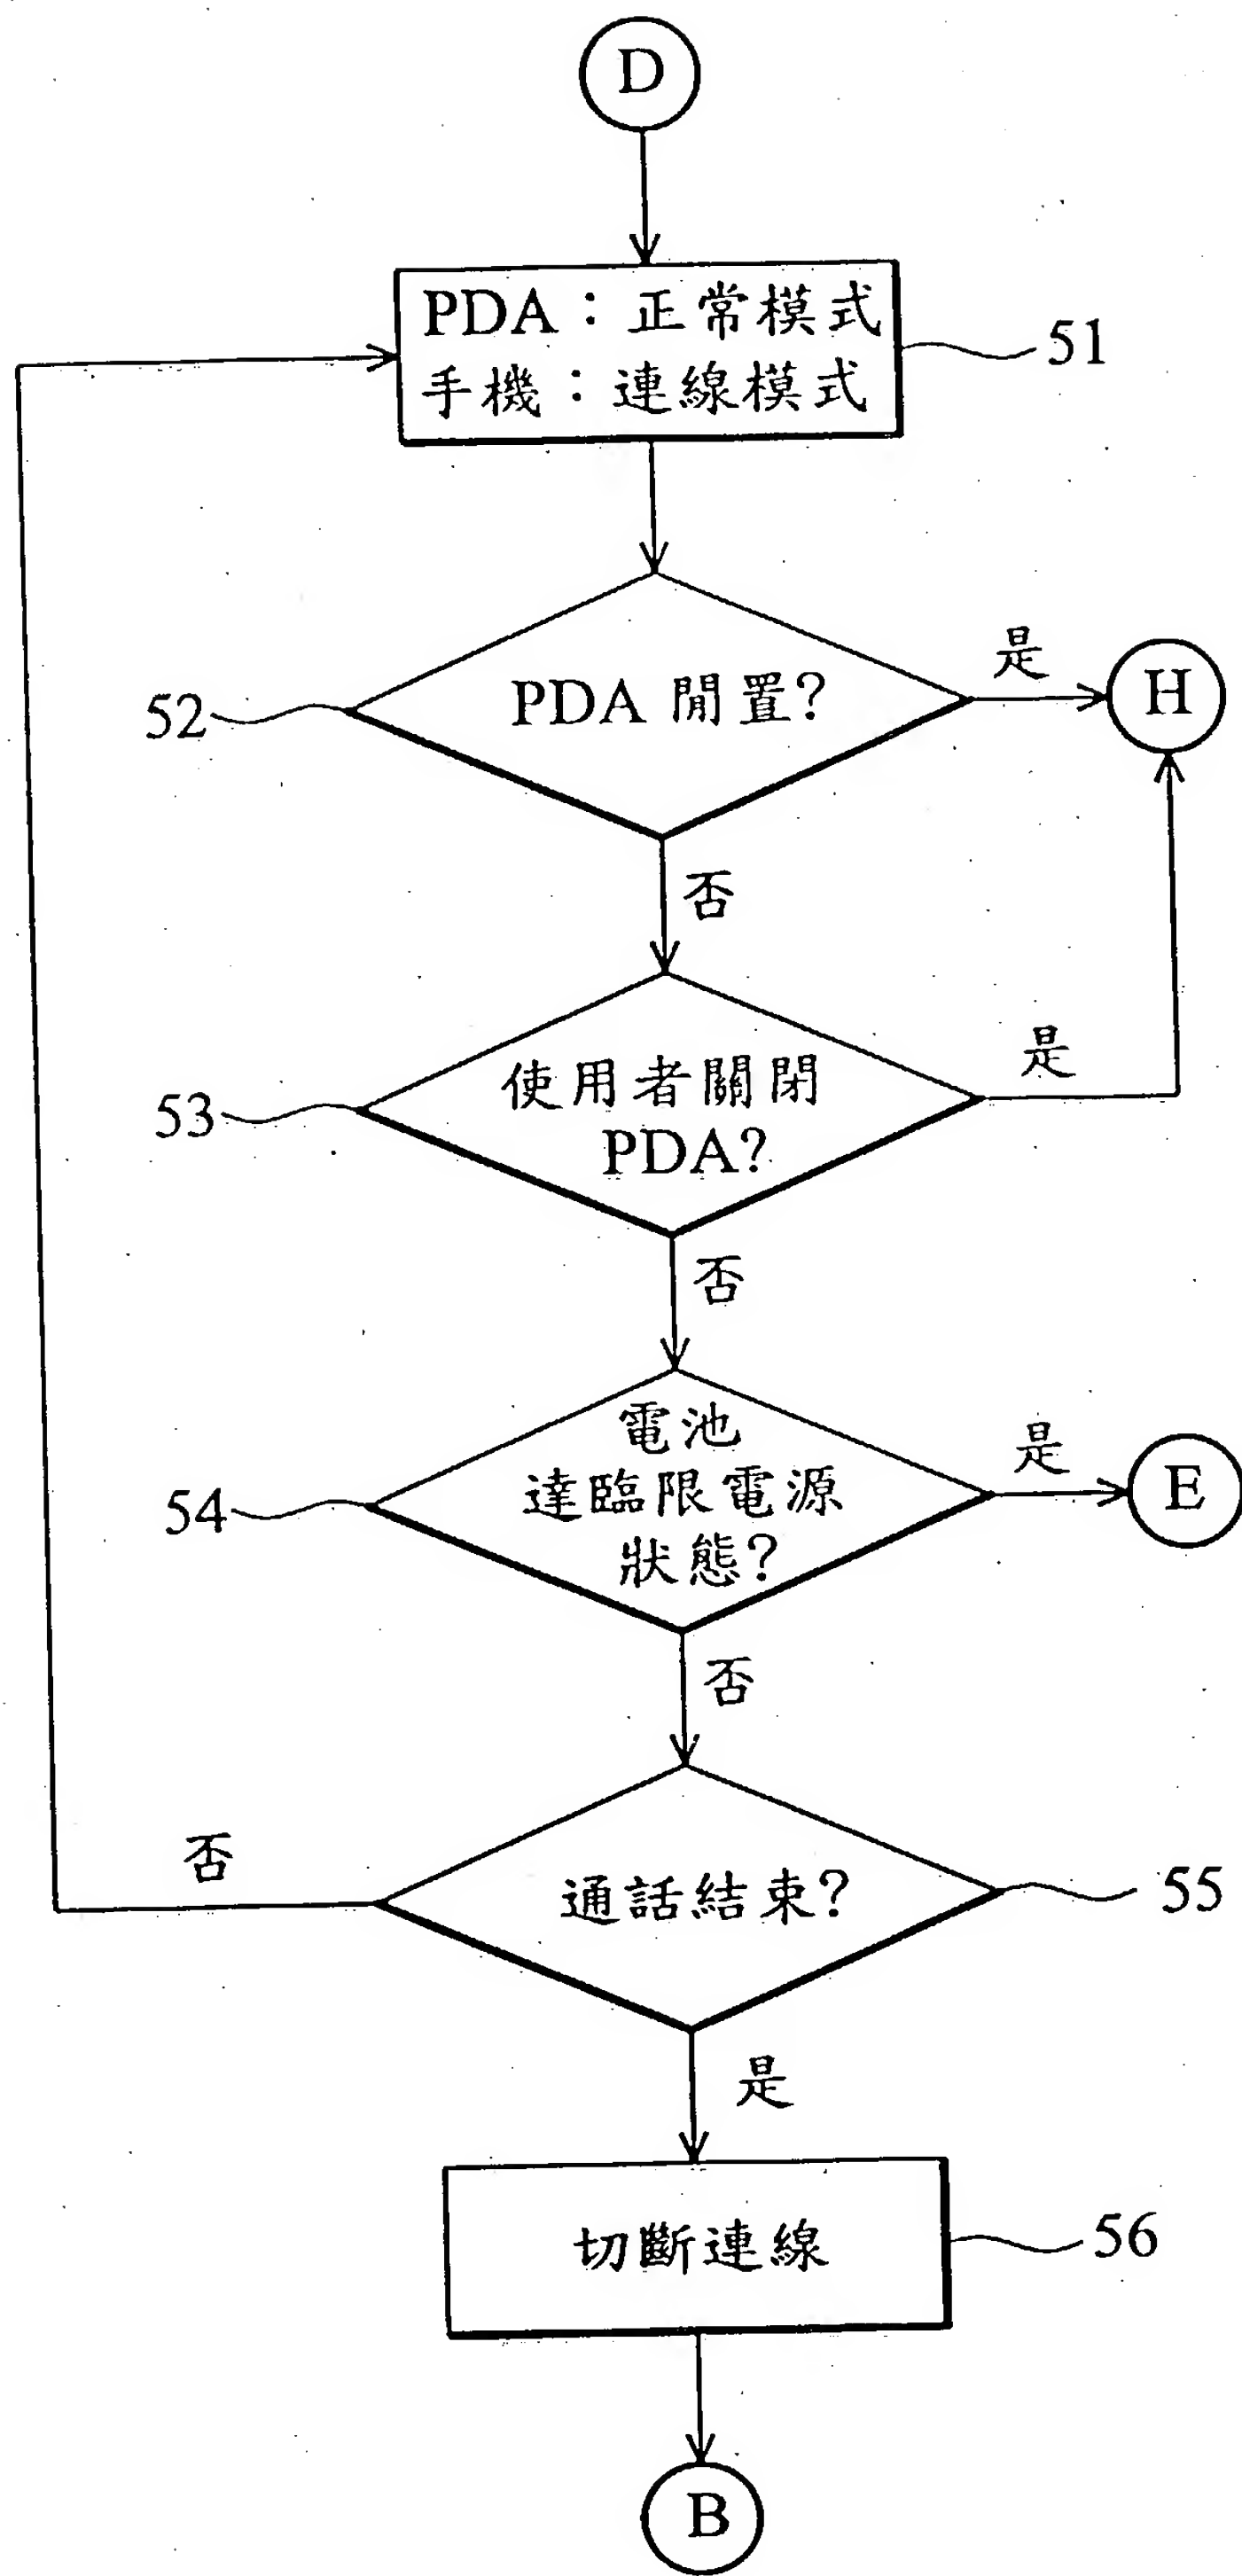 D
PDA：正常模式
手機：連線模式
51
52
PDA 閒置?
是
H
否
53
使用者關閉
PDA?
是
否
54
電池
達臨限電源
狀態?
是
E
否
否
通話結束?
55
是
切斷連線
56
B